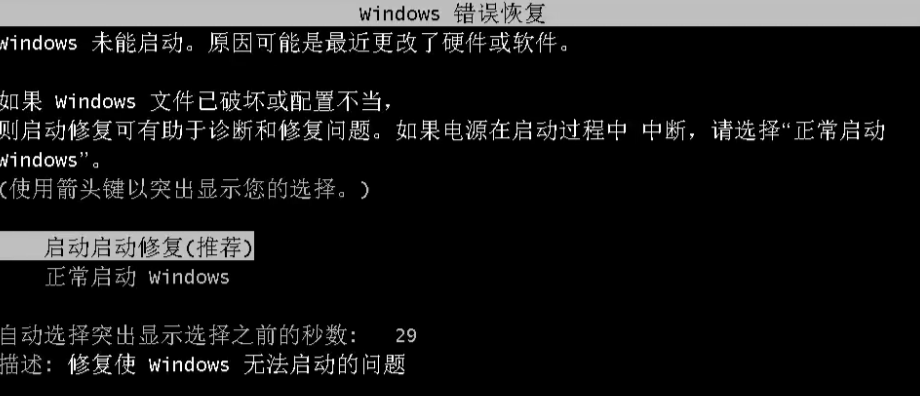 Windows 错误恢复
Windows 未能启动。原因可能是最近更改了硬件或软件。
如果 Windows 文件已破坏或配置不当，
则启动修复可有助于诊断和修复问题。如果电源在启动过程中 中断，请选择“正常启动
Windows”。
(使用箭头键以突出显示您的选择。)
启动启动修复(推荐)
正常启动 Windows
自动选择突出显示选择之前的秒数: 29
描述: 修复使 Windows 无法启动的问题